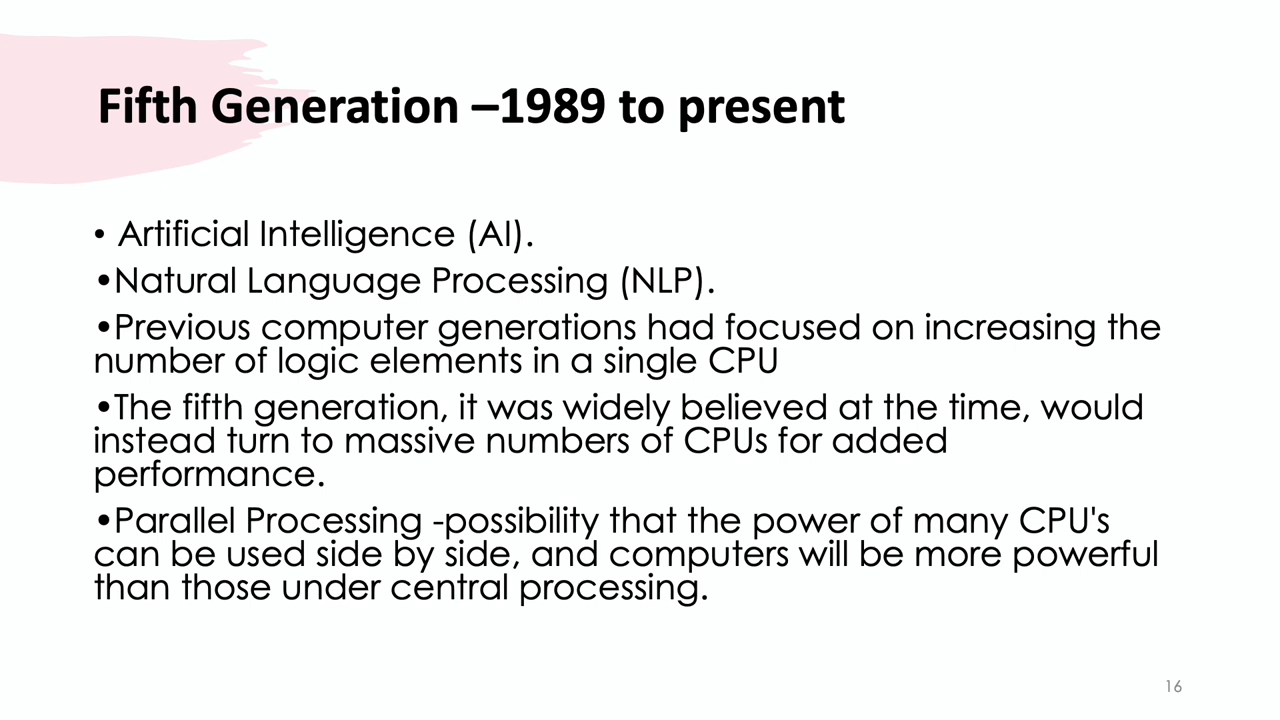 Fifth Generation –1989 to present
• Artificial Intelligence (AI).
•Natural Language Processing (NLP).
•Previous computer generations had focused on increasing the
number of logic elements in a single CPU
•The fifth generation, it was widely believed at the time, would
instead turn to massive numbers of CPUs for added
performance.
•Parallel Processing -possibility that the power of many CPU's
can be used side by side, and computers will be more powerful
than those under central processing.
16